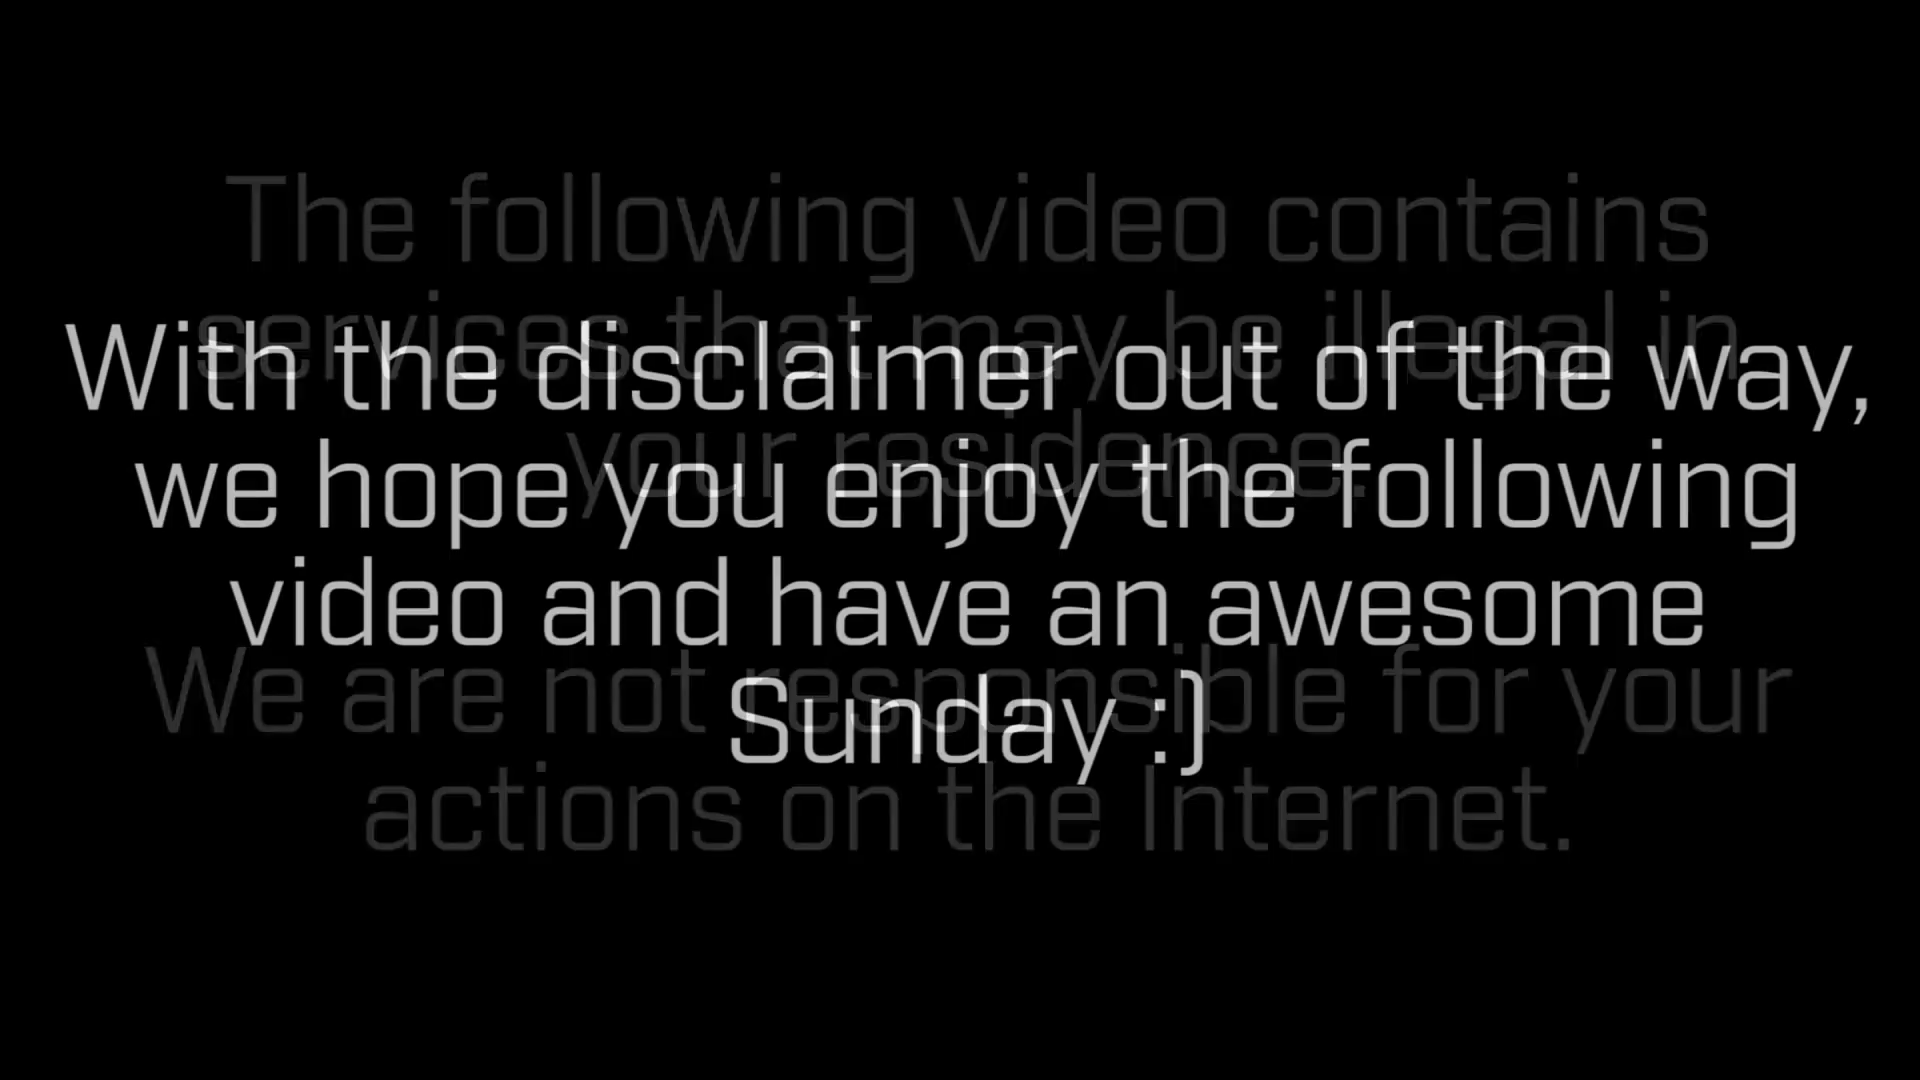 The following video contains
services that may be illegal in
your residence.
We are not responsible for your
actions on the Internet.
With the disclaimer out of the way,
we hope you enjoy the following
video and have an awesome
Sunday :)